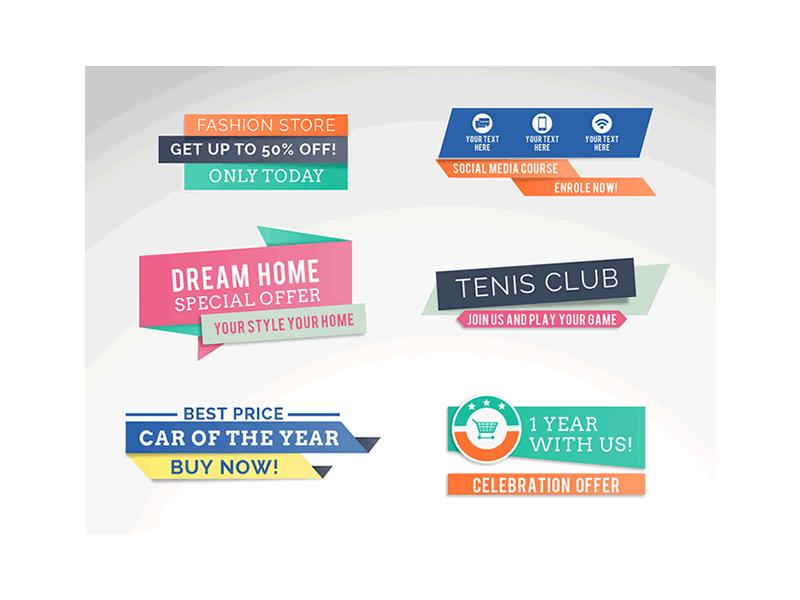 FASHION STORE
GET UP TO 50% OFF!
ONLY TODAY
YOUR TEXT
HERE
YOUR TEXT
HERE
YOUR TEXT
HERE
SOCIAL MEDIA COURSE
ENROLE NOW!
DREAM HOME
SPECIAL OFFER
YOUR STYLE YOUR HOME
TENIS CLUB
JOIN US AND PLAY YOUR GAME
BEST PRICE
CAR OF THE YEAR
BUY NOW!
1 YEAR
WITH US!
CELEBRATION OFFER